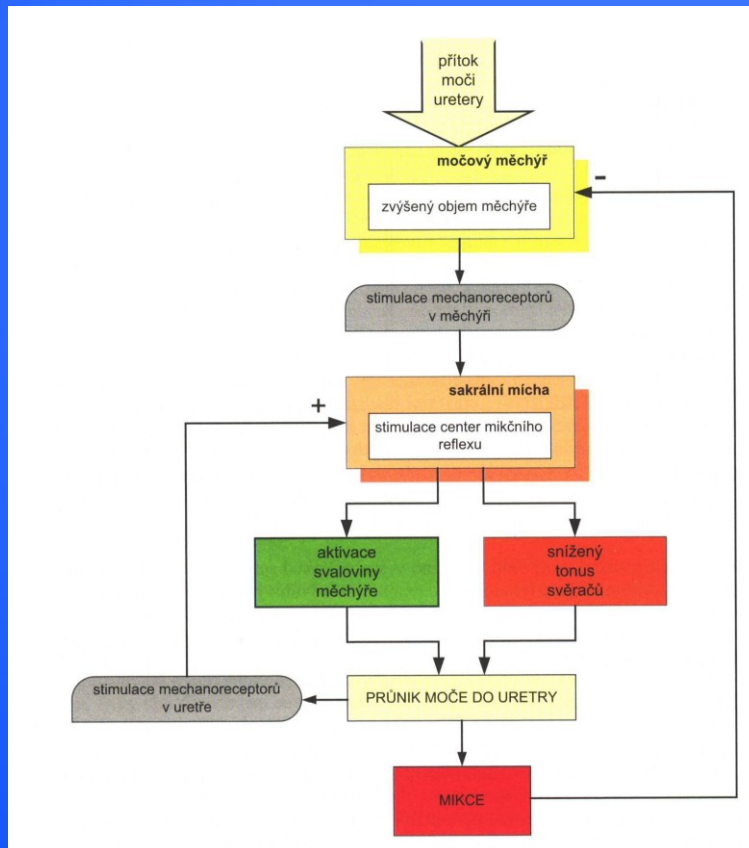 přítok
moči
uretery
močový měchýř
-
zvýšený objem měchýře
stimulace mechanoreceptorů
v měchýři
+
sakrální mícha
stimulace center mikčního
reflexu
aktivace
svaloviny
měchýře
snížený
tonus
svěračů
stimulace mechanoreceptorů
v uretře
PRŮNIK MOČE DO URETRY
MIKCE